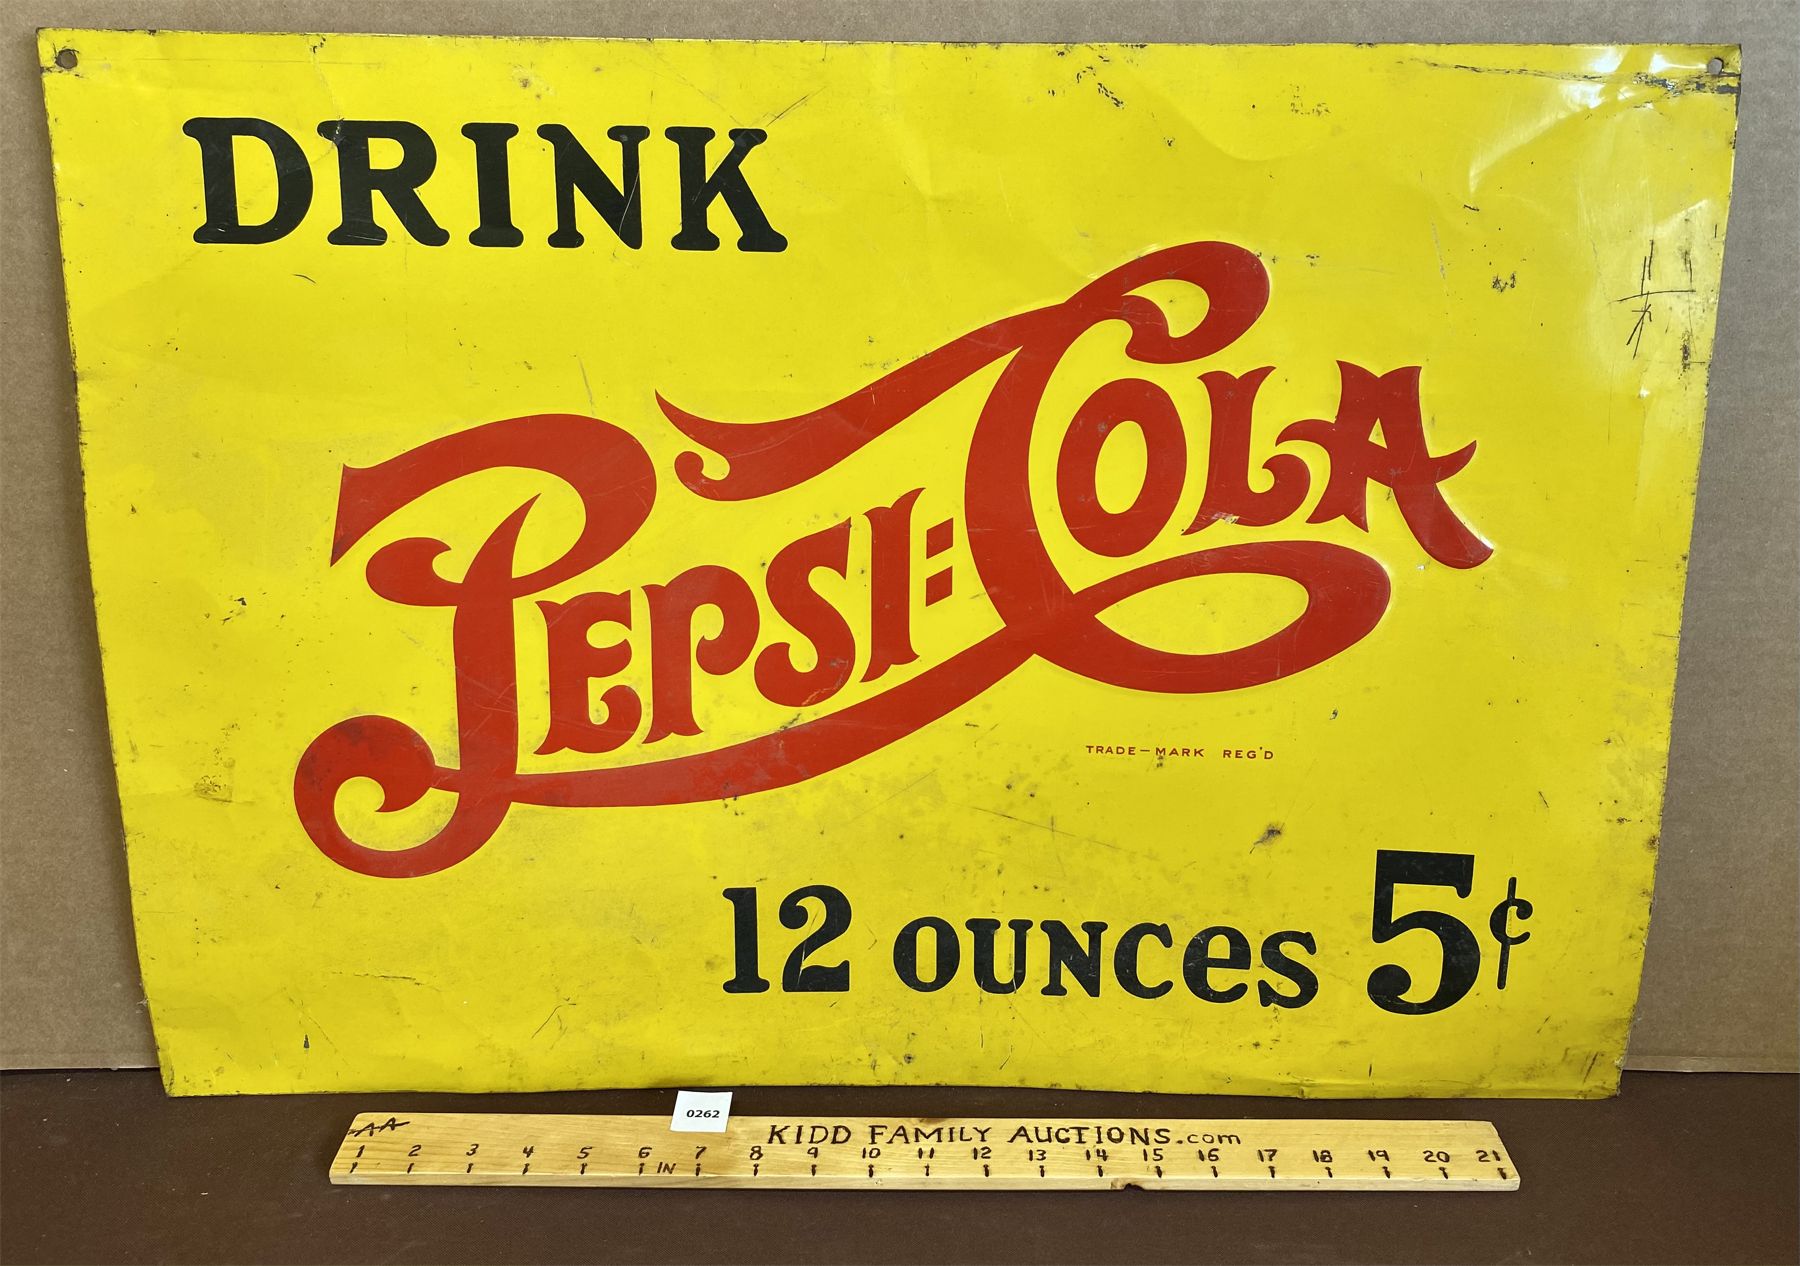 DRINK
PEPSI:COLA
TRADE-MARK REG'D
12 OUNCES 5¢
0262
AA
KIDD FAMILY AUCTIONS.com
1 2 3 4 5 6 7 8 9 10 11 12 13 14 15 16 17 18 19 20 21
IN